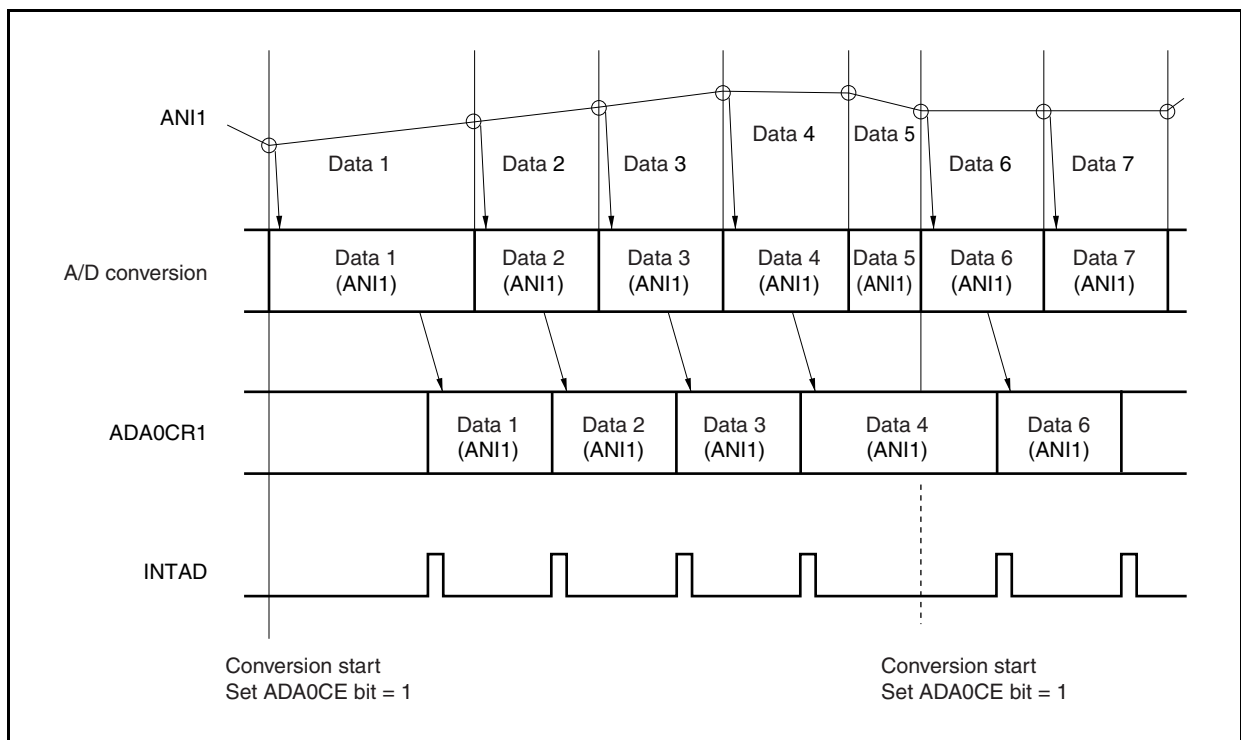 ANI1
Data 1
Data 2
Data 3
Data 4
Data 5
Data 6
Data 7
A/D conversion
Data 1
(ANI1)
Data 2
(ANI1)
Data 3
(ANI1)
Data 4
(ANI1)
Data 5
(ANI1)
Data 6
(ANI1)
Data 7
(ANI1)
ADA0CR1
Data 1
(ANI1)
Data 2
(ANI1)
Data 3
(ANI1)
Data 4
(ANI1)
Data 6
(ANI1)
INTAD
Conversion start
Set ADA0CE bit = 1
Conversion start
Set ADA0CE bit = 1